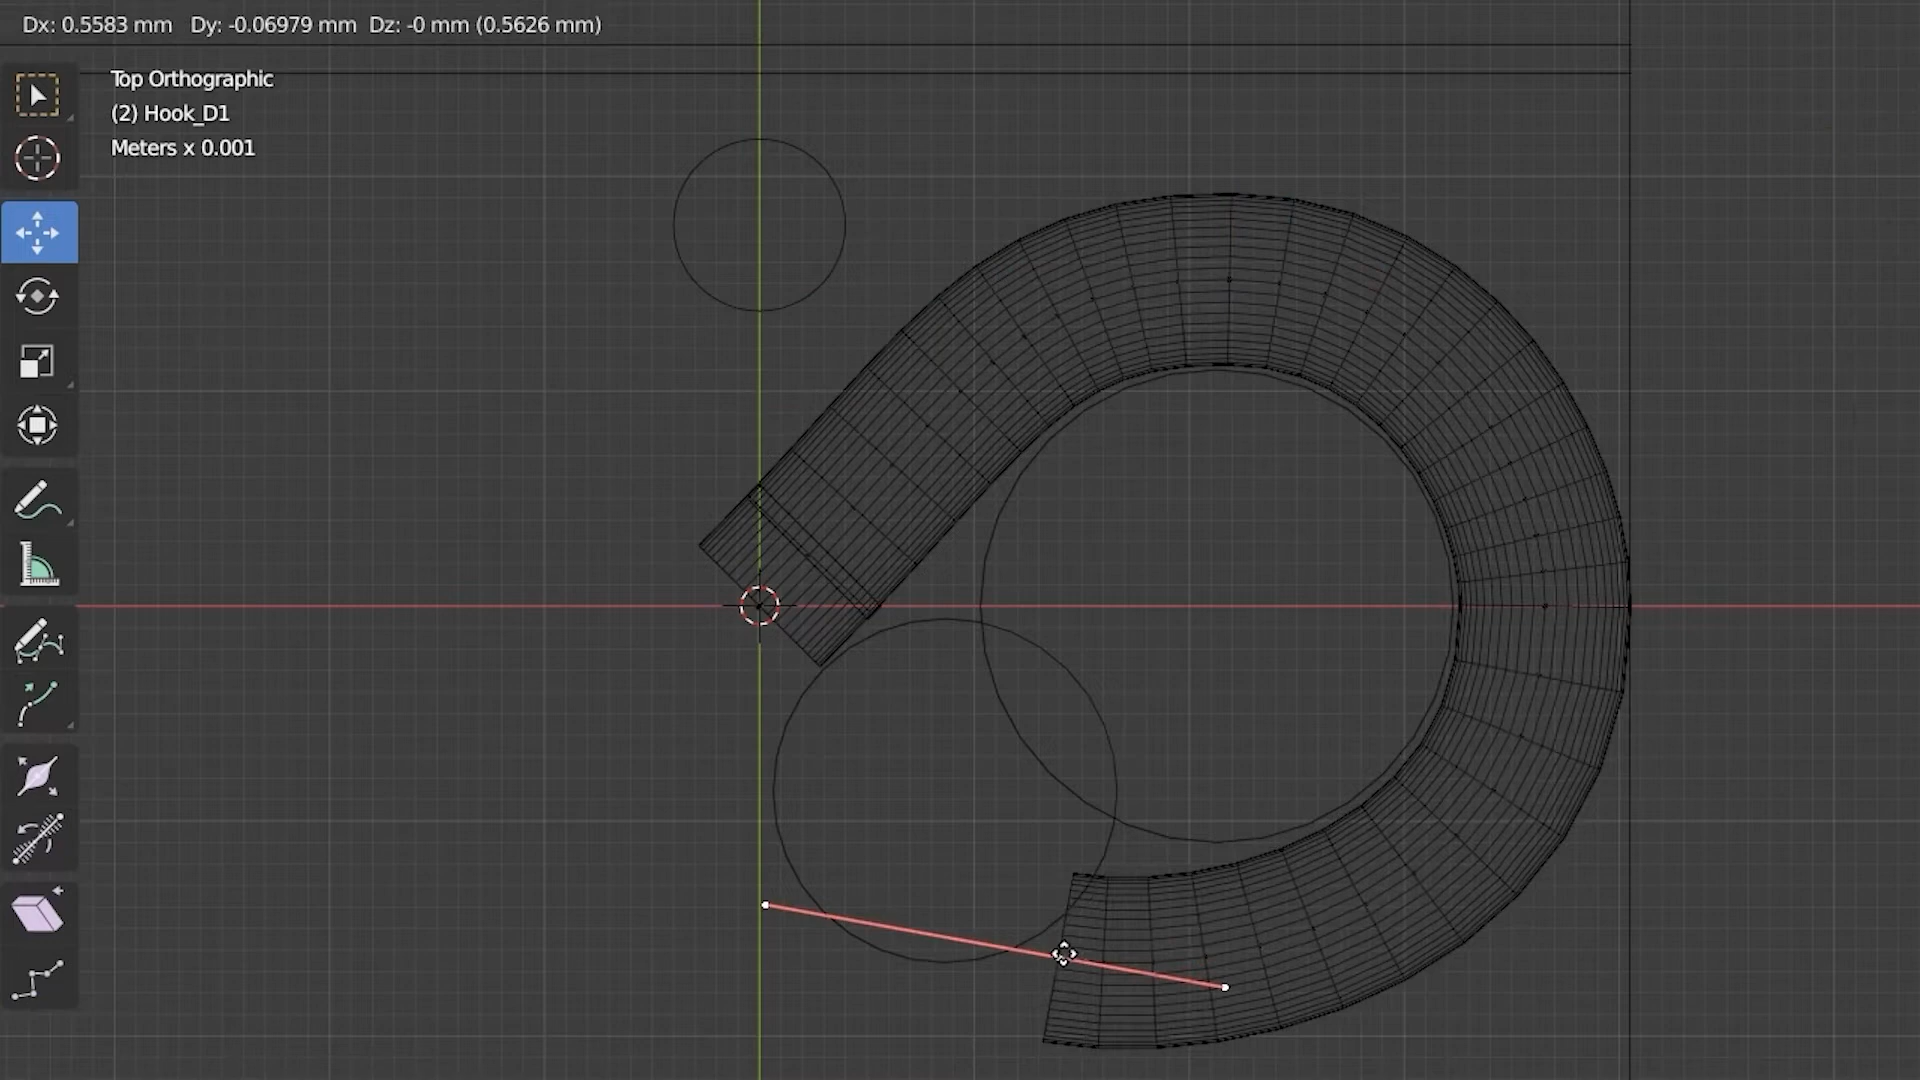 Dx: 0.5583 mm Dy: -0.06979 mm Dz: -0 mm (0.5626 mm)
Top Orthographic
(2) Hook_D1
Meters x 0.001